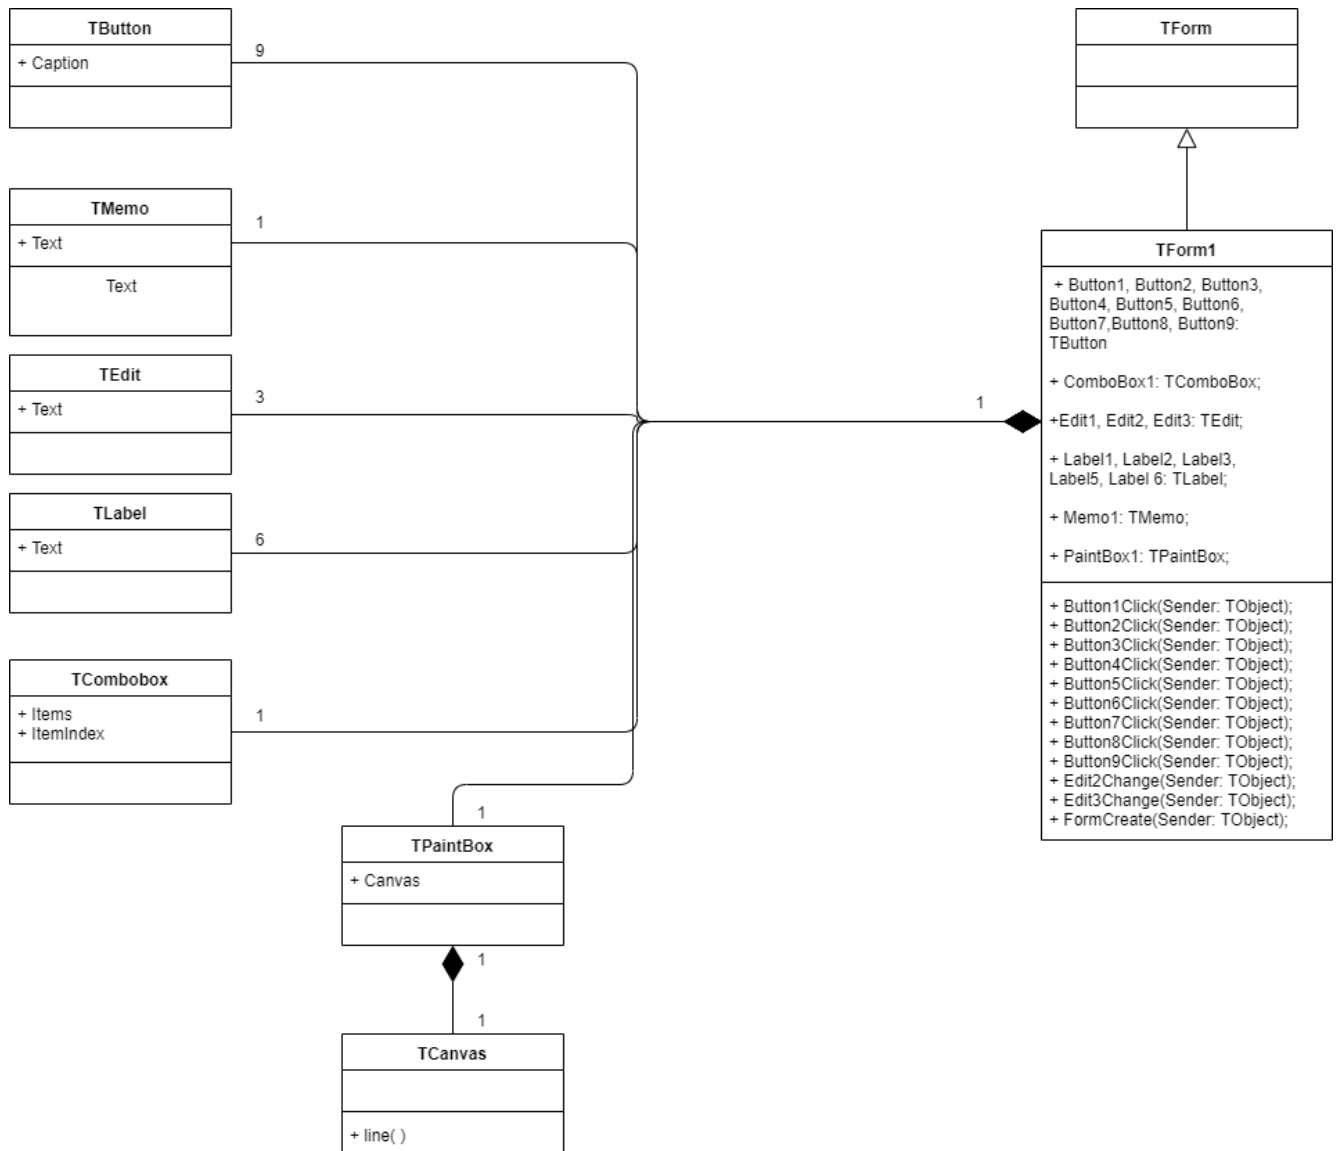 TButton
+ Caption
9
TMemo
+ Text
Text
1
TEdit
+ Text
3
TLabel
+ Text
6
TCombobox
+ Items
+ ItemIndex
1
1
TPaintBox
+ Canvas
1
1
TCanvas
+ line( )
TForm
1
TForm1
+ Button1, Button2, Button3,
Button4, Button5, Button6,
Button7,Button8, Button9:
TButton
+ ComboBox1: TComboBox;
+Edit1, Edit2, Edit3: TEdit;
+ Label1, Label2, Label3,
Label5, Label 6: TLabel;
+ Memo1: TMemo;
+ PaintBox1: TPaintBox;
+ Button1Click(Sender: TObject);
+ Button2Click(Sender: TObject);
+ Button3Click(Sender: TObject);
+ Button4Click(Sender: TObject);
+ Button5Click(Sender: TObject);
+ Button6Click(Sender: TObject);
+ Button7Click(Sender: TObject);
+ Button8Click(Sender: TObject);
+ Button9Click(Sender: TObject);
+ Edit2Change(Sender: TObject);
+ Edit3Change(Sender: TObject);
+ FormCreate(Sender: TObject);